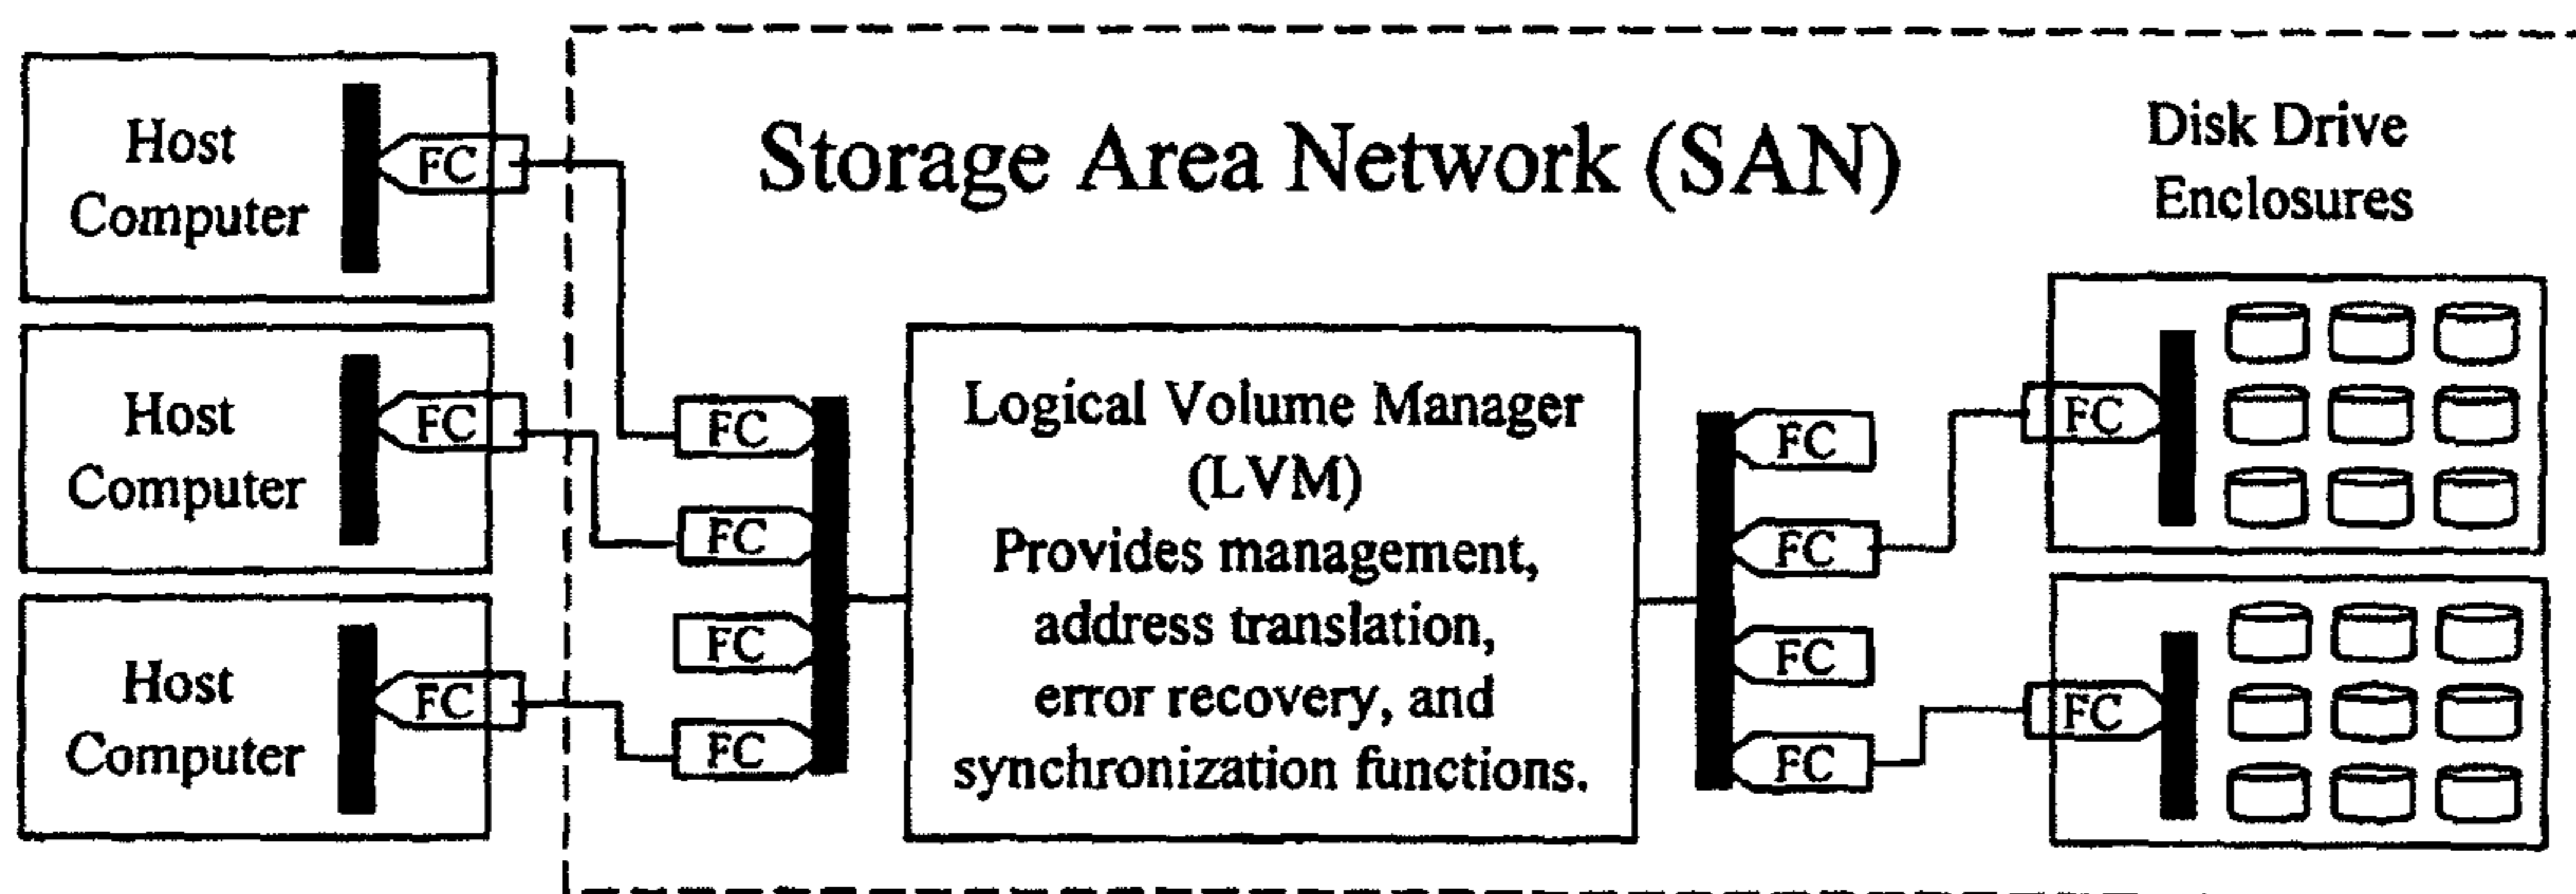 Host
Computer
FC
Host
Computer
FC
Host
Computer
FC
Storage Area Network (SAN)
FC
FC
FC
FC
Logical Volume Manager
(LVM)
Provides management,
address translation,
error recovery, and
synchronization functions.
FC
FC
FC
FC
Disk Drive
Enclosures
FC
FC